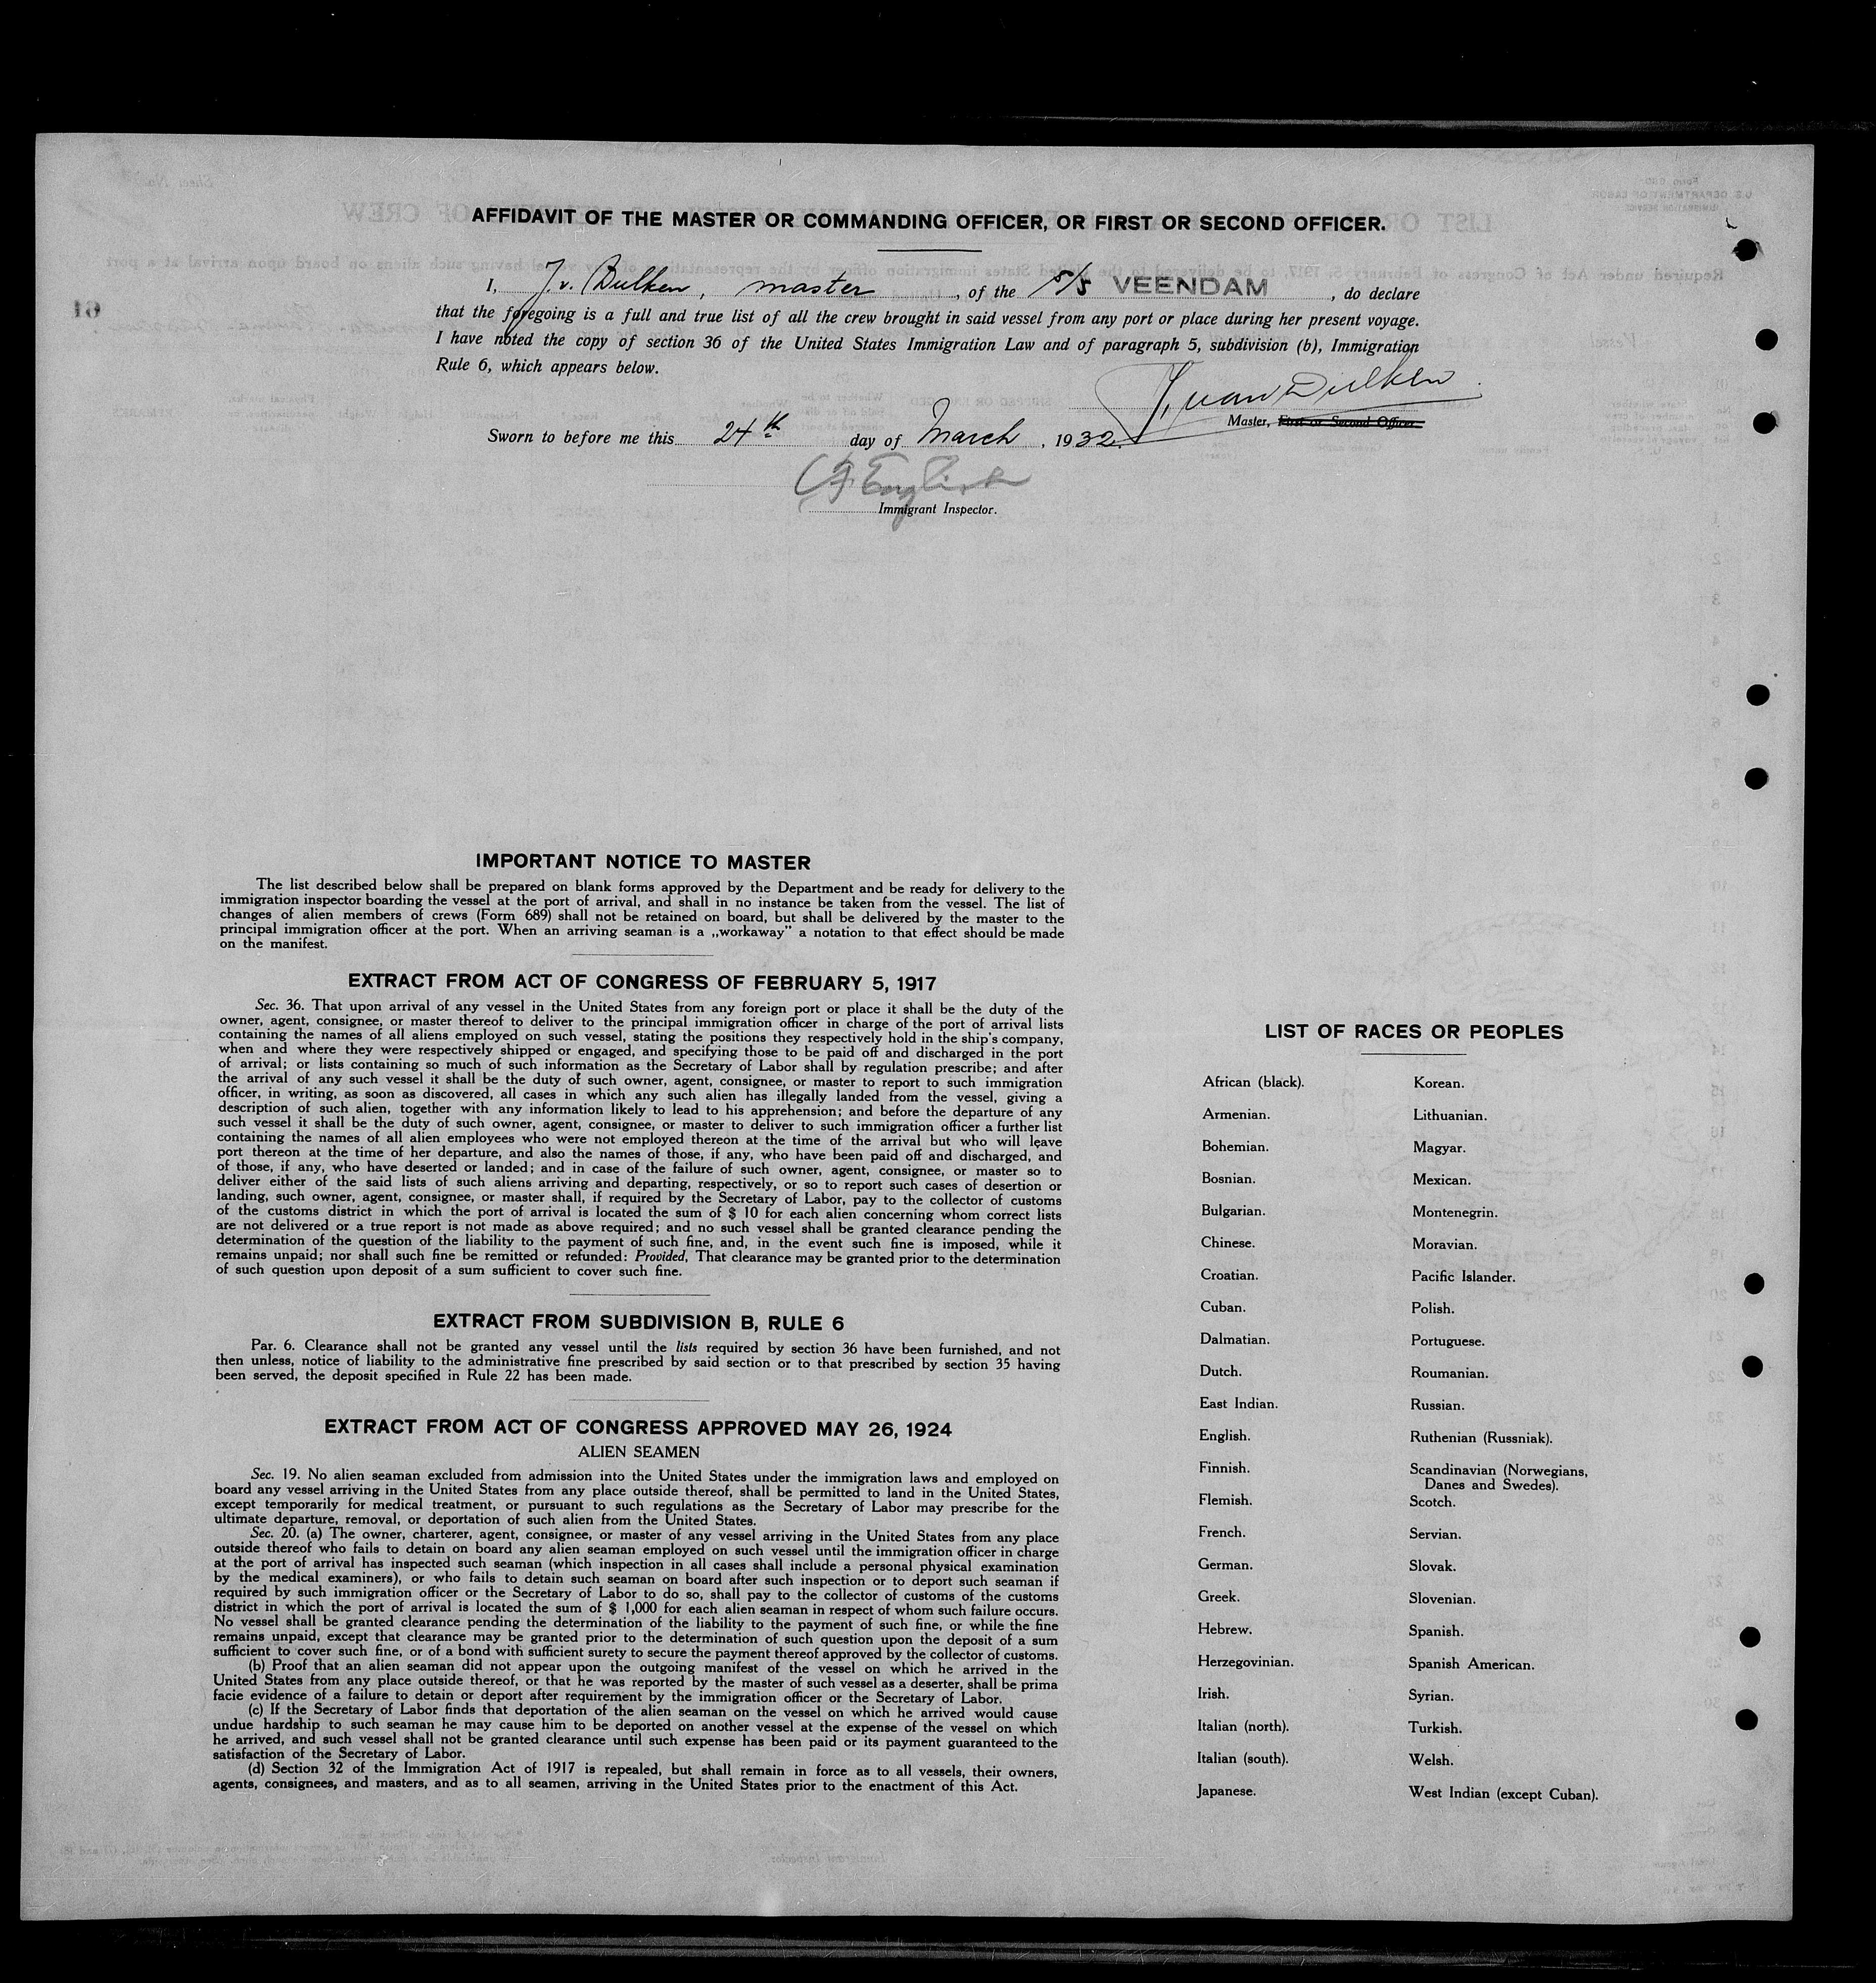 AFFIDAVIT OF THE MASTER OR COMMANDING OFFICER, OR FIRST OR SECOND OFFICER.
I, J. v. Dulken, master, of the S/S VEENDAM, do declare
that the foregoing is a full and true list of all the crew brought in said vessel from any port or place during her present voyage.
I have noted the copy of section 36 of the United States Immigration Law and of paragraph 5, subdivision (b), Immigration
Rule 6, which appears below.
J. van Dulken
Master, First or Second Officer.
Sworn to before me this 24th day of March, 1932.
English
Immigrant Inspector.
IMPORTANT NOTICE TO MASTER
The list described below shall be prepared on blank forms approved by the Department and be ready for delivery to the
immigration inspector boarding the vessel at the port of arrival, and shall in no instance be taken from the vessel. The list of
changes of alien members of crews (Form 689) shall not be retained on board, but shall be delivered by the master to the
principal immigration officer at the port. When an arriving seaman is a „workaway” a notation to that effect should be made
on the manifest.
EXTRACT FROM ACT OF CONGRESS OF FEBRUARY 5, 1917
Sec. 36. That upon arrival of any vessel in the United States from any foreign port or place it shall be the duty of the
owner, agent, consignee, or master thereof to deliver to the principal immigration officer in charge of the port of arrival lists
containing the names of all aliens employed on such vessel, stating the positions they respectively hold in the ship's company,
when and where they were respectively shipped or engaged, and specifying those to be paid off and discharged in the port
of arrival; or lists containing so much of such information as the Secretary of Labor shall by regulation prescribe; and after
the arrival of any such vessel it shall be the duty of such owner, agent, consignee, or master to report to such immigration
officer, in writing, as soon as discovered, all cases in which any such alien has illegally landed from the vessel, giving a
description of such alien, together with any information likely to lead to his apprehension; and before the departure of any
such vessel it shall be the duty of such owner, agent, consignee, or master to deliver to such immigration officer a further list
containing the names of all alien employees who were not employed thereon at the time of the arrival but who will leave
port thereon at the time of her departure, and also the names of those, if any, who have been paid off and discharged, and
of those, if any, who have deserted or landed; and in case of the failure of such owner, agent, consignee, or master so to
deliver either of the said lists of such aliens arriving and departing, respectively, or so to report such cases of desertion or
landing, such owner, agent, consignee, or master shall, if required by the Secretary of Labor, pay to the collector of customs
of the customs district in which the port of arrival is located the sum of $ 10 for each alien concerning whom correct lists
are not delivered or a true report is not made as above required; and no such vessel shall be granted clearance pending the
determination of the question of the liability to the payment of such fine, and, in the event such fine is imposed, while it
remains unpaid; nor shall such fine be remitted or refunded: Provided, That clearance may be granted prior to the determination
of such question upon deposit of a sum sufficient to cover such fine.
EXTRACT FROM SUBDIVISION B, RULE 6
Par. 6. Clearance shall not be granted any vessel until the lists required by section 36 have been furnished, and not
then unless, notice of liability to the administrative fine prescribed by said section or to that prescribed by section 35 having
been served, the deposit specified in Rule 22 has been made.
EXTRACT FROM ACT OF CONGRESS APPROVED MAY 26, 1924
ALIEN SEAMEN
Sec. 19. No alien seaman excluded from admission into the United States under the immigration laws and employed on
board any vessel arriving in the United States from any place outside thereof, shall be permitted to land in the United States,
except temporarily for medical treatment, or pursuant to such regulations as the Secretary of Labor may prescribe for the
ultimate departure, removal, or deportation of such alien from the United States.
Sec. 20. (a) The owner, charterer, agent, consignee, or master of any vessel arriving in the United States from any place
outside thereof who fails to detain on board any alien seaman employed on such vessel until the immigration officer in charge
at the port of arrival has inspected such seaman (which inspection in all cases shall include a personal physical examination
by the medical examiners), or who fails to detain such seaman on board after such inspection or to deport such seaman if
required by such immigration officer or the Secretary of Labor to do so, shall pay to the collector of customs of the customs
district in which the port of arrival is located the sum of $ 1,000 for each alien seaman in respect of whom such failure occurs.
No vessel shall be granted clearance pending the determination of the liability to the payment of such fine, or while the fine
remains unpaid, except that clearance may be granted prior to the determination of such question upon the deposit of a sum
sufficient to cover such fine, or of a bond with sufficient surety to secure the payment thereof approved by the collector of customs.
(b) Proof that an alien seaman did not appear upon the outgoing manifest of the vessel on which he arrived in the
United States from any place outside thereof, or that he was reported by the master of such vessel as a deserter, shall be prima
facie evidence of a failure to detain or deport after requirement by the immigration officer or the Secretary of Labor.
(c) If the Secretary of Labor finds that deportation of the alien seaman on the vessel on which he arrived would cause
undue hardship to such seaman he may cause him to be deported on another vessel at the expense of the vessel on which
he arrived, and such vessel shall not be granted clearance until such expense has been paid or its payment guaranteed to the
satisfaction of the Secretary of Labor.
(d) Section 32 of the Immigration Act of 1917 is repealed, but shall remain in force as to all vessels, their owners,
agents, consignees, and masters, and as to all seamen, arriving in the United States prior to the enactment of this Act.
LIST OF RACES OR PEOPLES
African (black).
Armenian.
Bohemian.
Bosnian.
Bulgarian.
Chinese.
Croatian.
Cuban.
Dalmatian.
Dutch.
East Indian.
English.
Finnish.
Flemish.
French.
German.
Greek.
Hebrew.
Herzegovinian.
Irish.
Italian (north).
Italian (south).
Japanese.
Korean.
Lithuanian.
Magyar.
Mexican.
Montenegrin.
Moravian.
Pacific Islander.
Polish.
Portuguese.
Roumanian.
Russian.
Ruthenian (Russniak).
Scandinavian (Norwegians,
Danes and Swedes).
Scotch.
Servian.
Slovak.
Slovenian.
Spanish.
Spanish American.
Syrian.
Turkish.
Welsh.
West Indian (except Cuban).